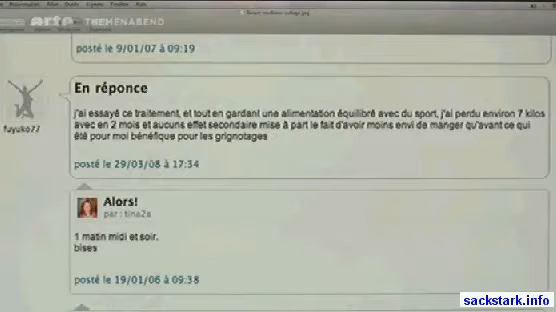 arte THEMENABEND
posté le 9/01/07 à 09:19
En réponce
j'ai essayé ce traitement, et tout en gardant une alimentation équilibré avec du sport, j'ai perdu environ 7 kilos
avec en 2 mois et aucuns effet secondaire mise à part le fait d'avoir moins envi de manger qu'avant ce qui
été pour moi bénéfique pour les grignotages
fuyuko77
posté le 29/03/08 à 17:34
Alors!
par : tina2a
1 matin midi et soir.
bises
posté le 19/01/06 à 09:38
sackstark.info